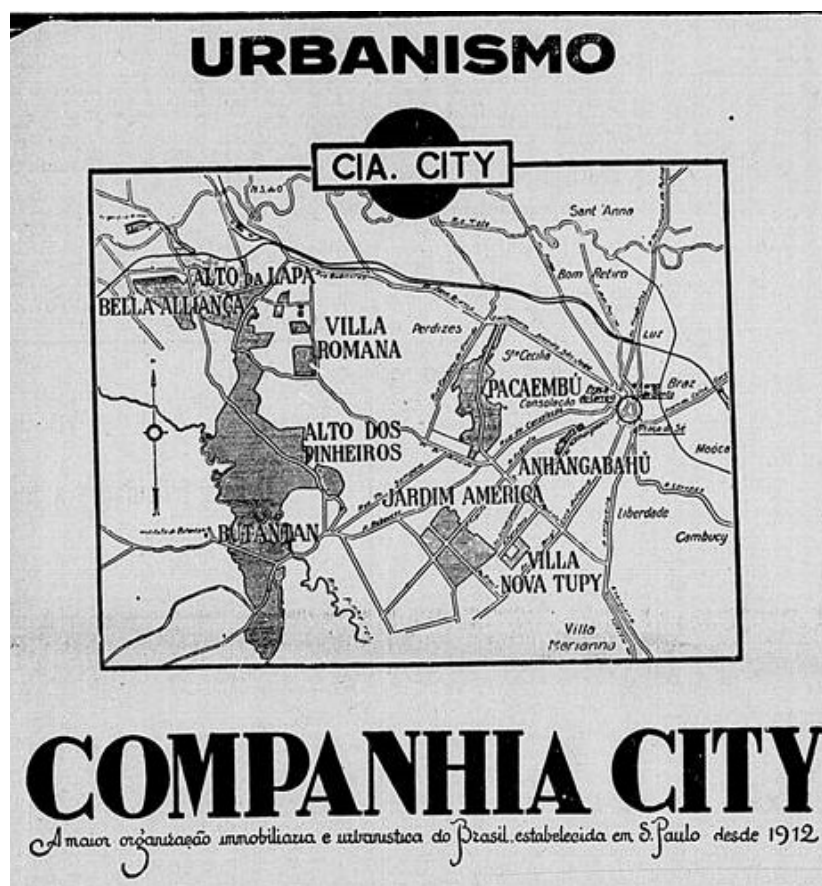 URBANISMO
CIA. CITY
Sant'Anna
Bom Retiro
ALTO DA LAPA
BELLA ALLIANÇA
VILLA
ROMANA
Perdizes
LUZ
Sta Cecilia
PACAEMBÚ
Braz
Consolação
ALTO DOS
PINHEIROS
ANHANGABAHÚ
Moóca
JARDIM AMERICA
Liberdade
BUTANTAN
Cambucy
VILLA
NOVA TUPY
Villa
Marianna
COMPANHIA CITY
A maior organização immobiliaria e urbanistica do Brasil, estabelecida em S. Paulo desde 1912